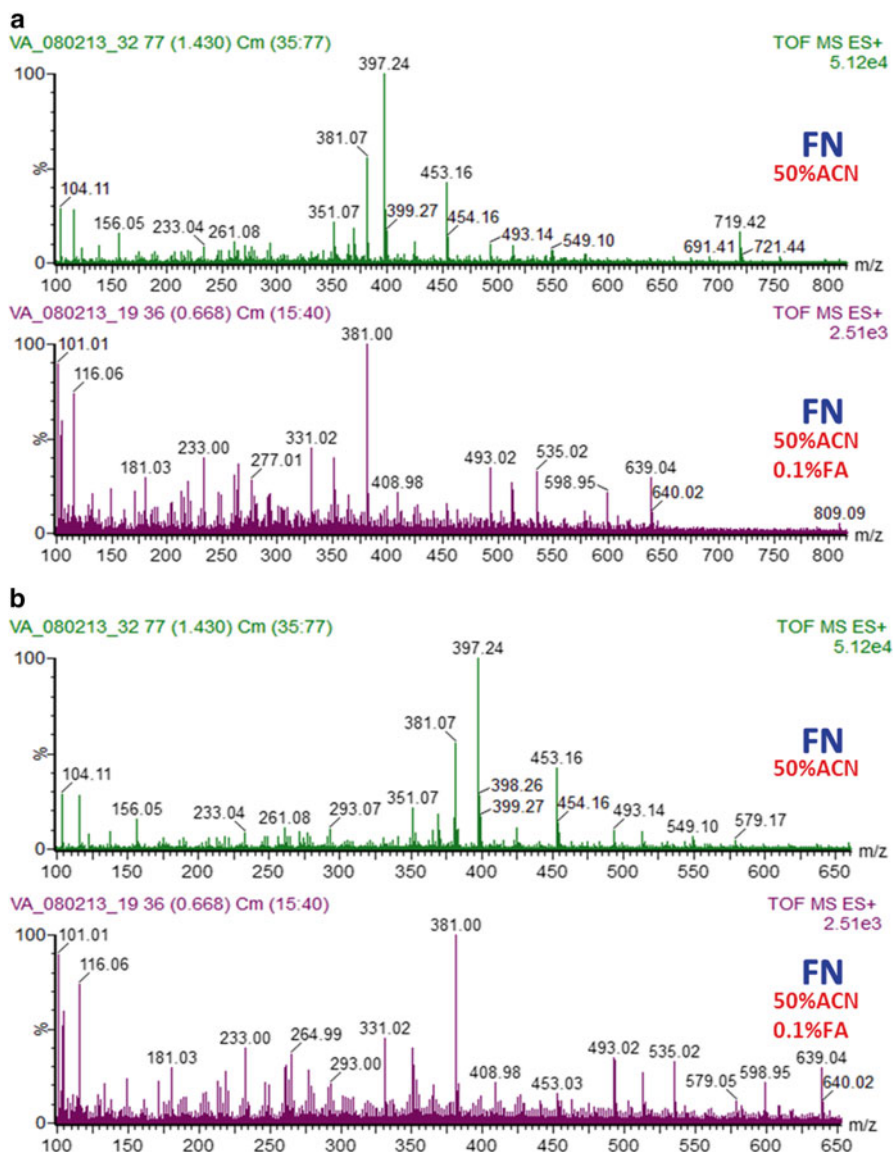 a
VA_080213_32 77 (1.430) Cm (35:77)
TOF MS ES+
5.12e4
397.24
100
381.07
FN
50%ACN
453.16
%
104.11
156.05
233.04
261.08
351.07
399.27
454.16
493.14
549.10
719.42
691.41
721.44
0
100 150 200 250 300 350 400 450 500 550 600 650 700 750 800 m/z
VA_080213_19 36 (0.668) Cm (15:40)
TOF MS ES+
2.51e3
381.00
100
101.01
116.06
FN
50%ACN
0.1%FA
%
181.03
233.00
277.01
331.02
408.98
493.02
535.02
598.95
639.04
640.02
809.09
0
100 150 200 250 300 350 400 450 500 550 600 650 700 750 800 m/z
b
VA_080213_32 77 (1.430) Cm (35:77)
TOF MS ES+
5.12e4
397.24
100
381.07
FN
50%ACN
453.16
%
104.11
156.05
233.04
261.08
293.07
351.07
398.26
399.27
454.16
493.14
549.10
579.17
0
100 150 200 250 300 350 400 450 500 550 600 650 m/z
VA_080213_19 36 (0.668) Cm (15:40)
TOF MS ES+
2.51e3
381.00
100
101.01
116.06
FN
50%ACN
0.1%FA
%
181.03
233.00
264.99
293.00
331.02
408.98
453.03
493.02
535.02
579.05
598.95
639.04
640.02
0
100 150 200 250 300 350 400 450 500 550 600 650 m/z